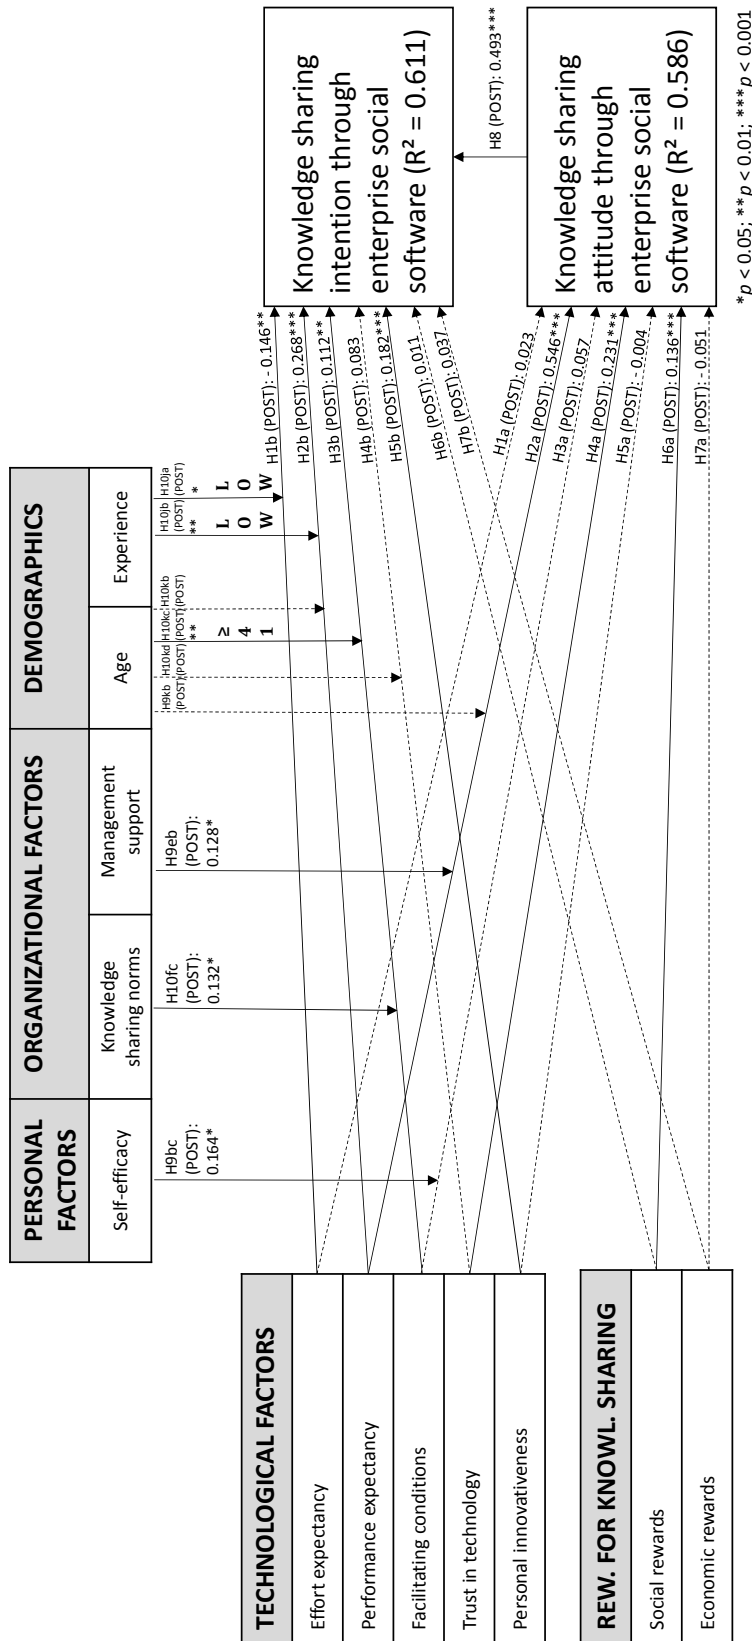 PERSONAL
FACTORS
ORGANIZATIONAL FACTORS
DEMOGRAPHICS
Self-efficacy
Knowledge
sharing norms
Management
support
Age
Experience
H9bc
(POST):
0.164*
H10fc
(POST):
0.132*
H9eb
(POST):
0.128*
H9kb
(POST)
H10kd
(POST)
H10kc
(POST)
**
≥
4
1
H10kb
(POST)
H10jb
(POST)
**
L
O
W
H10ja
(POST)
*
L
O
W
TECHNOLOGICAL FACTORS
Effort expectancy
Performance expectancy
Facilitating conditions
Trust in technology
Personal innovativeness
REW. FOR KNOWL. SHARING
Social rewards
Economic rewards
H1b (POST): - 0.146**
H2b (POST): 0.268***
H3b (POST): 0.112**
H4b (POST): 0.083
H5b (POST): 0.182***
H6b (POST): 0.011
H7b (POST): 0.037
H1a (POST): 0.023
H2a (POST): 0.546***
H3a (POST): 0.057
H4a (POST): 0.231***
H5a (POST): - 0.004
H6a (POST): 0.136***
H7a (POST): - 0.051
Knowledge sharing
intention through
enterprise social
software (R² = 0.611)
H8 (POST): 0.493***
Knowledge sharing
attitude through
enterprise social
software (R² = 0.586)
*p < 0.05; **p < 0.01; ***p < 0.001